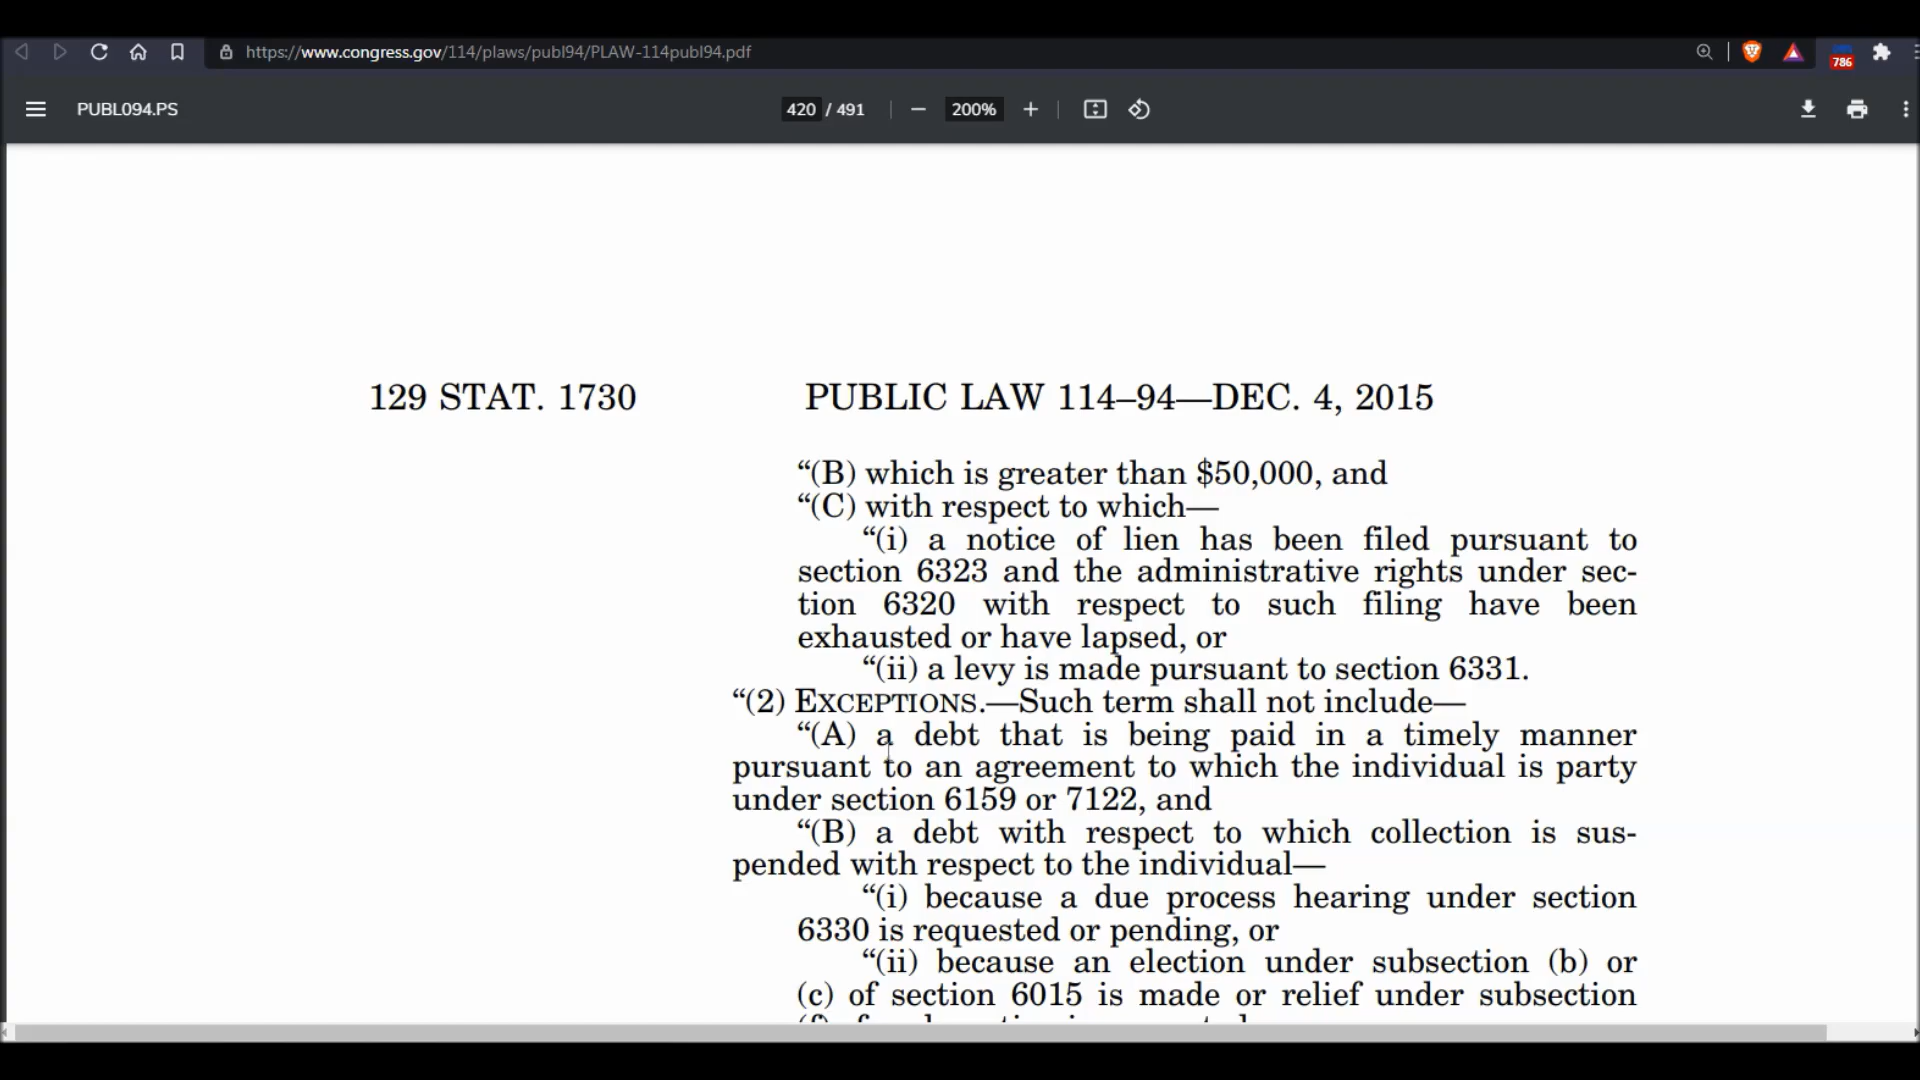 https://www.congress.gov/114/plaws/publ94/PLAW-114publ94.pdf
786
PUBL094.PS
420 / 491
200%
129 STAT. 1730 PUBLIC LAW 114–94—DEC. 4, 2015
“(B) which is greater than $50,000, and
“(C) with respect to which—
“(i) a notice of lien has been filed pursuant to
section 6323 and the administrative rights under sec-
tion 6320 with respect to such filing have been
exhausted or have lapsed, or
“(ii) a levy is made pursuant to section 6331.
“(2) EXCEPTIONS.—Such term shall not include—
“(A) a debt that is being paid in a timely manner
pursuant to an agreement to which the individual is party
under section 6159 or 7122, and
“(B) a debt with respect to which collection is sus-
pended with respect to the individual—
“(i) because a due process hearing under section
6330 is requested or pending, or
“(ii) because an election under subsection (b) or
(c) of section 6015 is made or relief under subsection